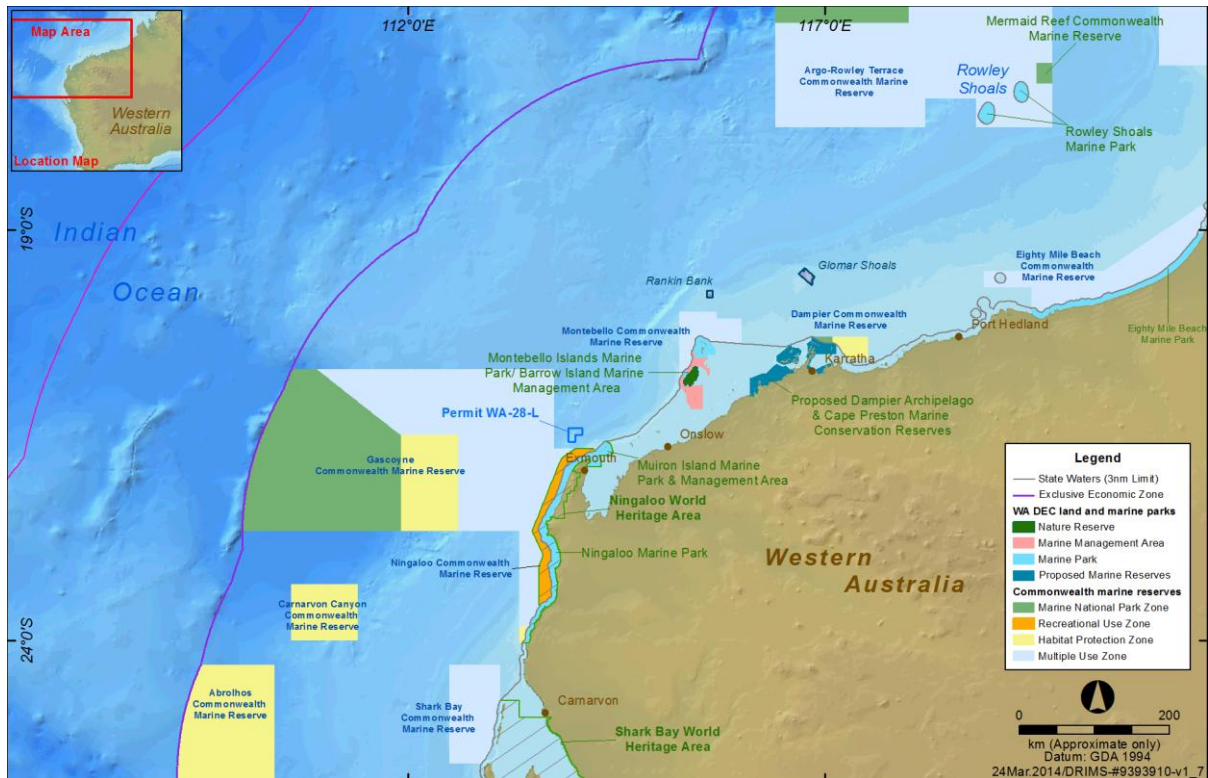 Map Area
Western
Australia
Location Map
112°0'E
117°0'E
19°0'S
24°0'S
Mermaid Reef Commonwealth
Marine Reserve
Argo-Rowley Terrace
Commonwealth Marine
Reserve
Rowley
Shoals
Rowley Shoals
Marine Park
Indian
Ocean
Glomar Shoals
Rankin Bank
Eighty Mile Beach
Commonwealth
Marine Reserve
Montebello Commonwealth
Marine Reserve
Dampier Commonwealth
Marine Reserve
Port Hedland
Eighty Mile Beach
Marine Park
Montebello Islands Marine
Park/ Barrow Island Marine
Management Area
Karratha
Permit WA-28-L
Proposed Dampier Archipelago
& Cape Preston Marine
Conservation Reserves
Onslow
Gascoyne
Commonwealth Marine Reserve
Exmouth
Muiron Island Marine
Park & Management Area
Ningaloo World
Heritage Area
Ningaloo Marine Park
Ningaloo Commonwealth
Marine Reserve
Western
Australia
Carnarvon Canyon
Commonwealth
Marine Reserve
Abrolhos
Commonwealth
Marine Reserve
Shark Bay
Commonwealth
Marine Reserve
Carnarvon
Shark Bay World
Heritage Area
Legend
State Waters (3nm Limit)
Exclusive Economic Zone
WA DEC land and marine parks
Nature Reserve
Marine Management Area
Marine Park
Proposed Marine Reserves
Commonwealth marine reserves
Marine National Park Zone
Recreational Use Zone
Habitat Protection Zone
Multiple Use Zone
0 200
km (Approximate only)
Datum: GDA 1994
24Mar.2014/DRIMS-#9393910-v1_7